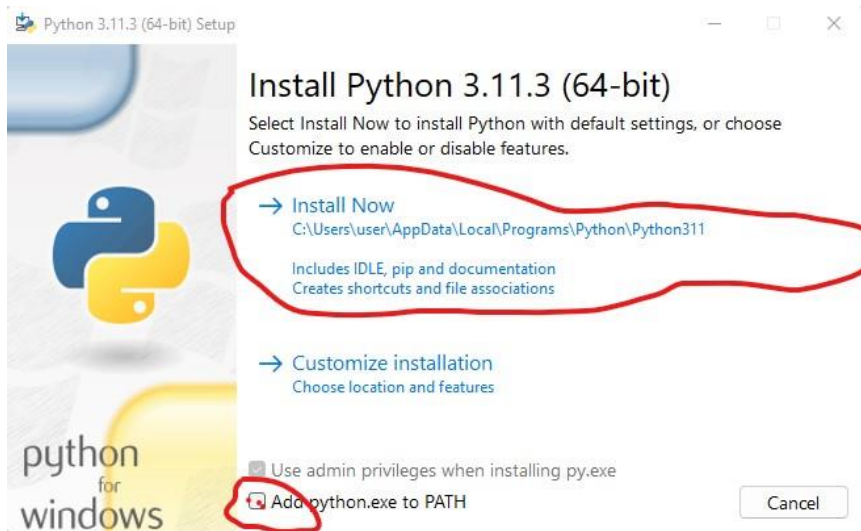 Python 3.11.3 (64-bit) Setup
Install Python 3.11.3 (64-bit)
Select Install Now to install Python with default settings, or choose
Customize to enable or disable features.
Install Now
C:\Users\user\AppData\Local\Programs\Python\Python311
Includes IDLE, pip and documentation
Creates shortcuts and file associations
Customize installation
Choose location and features
Use admin privileges when installing py.exe
Add python.exe to PATH
Cancel
python
for
windows